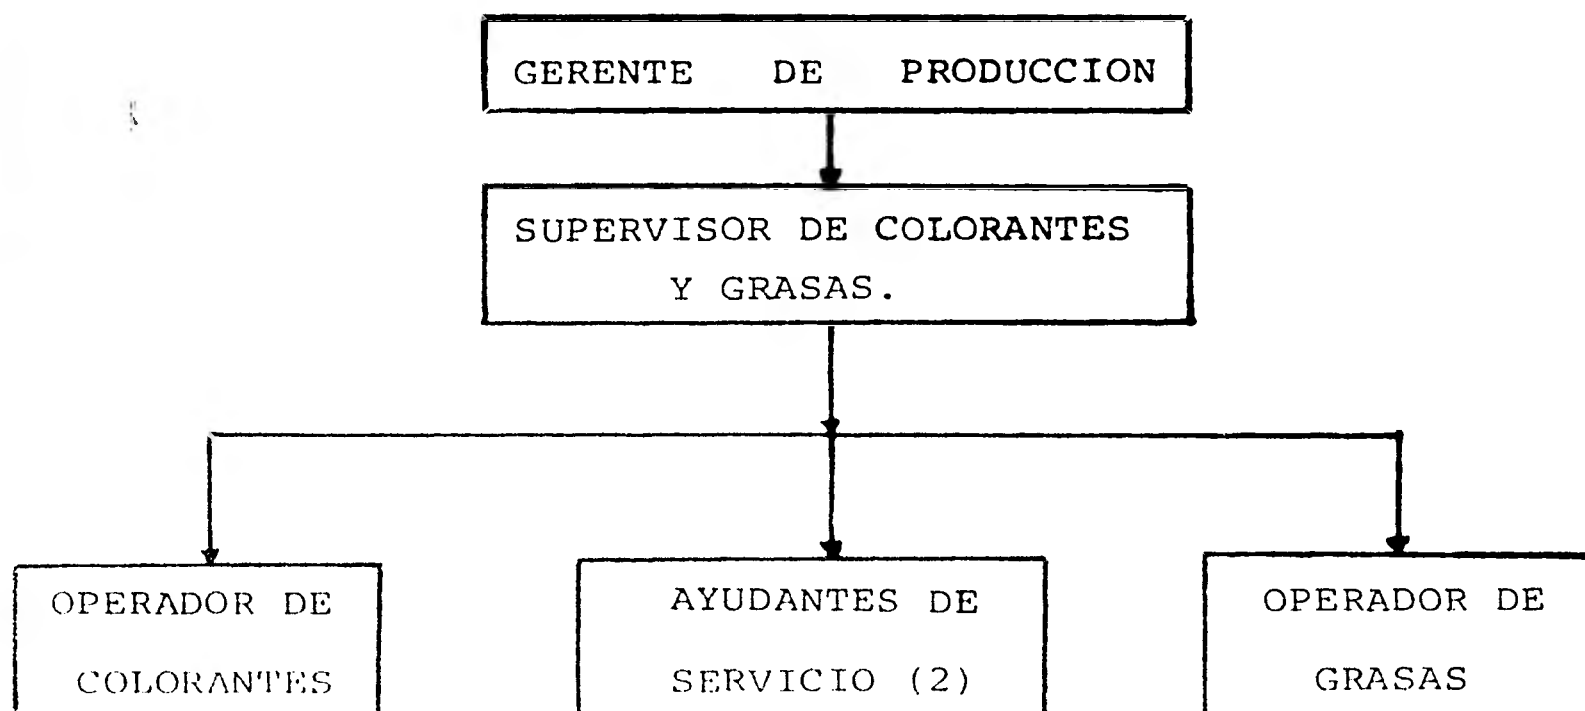 GERENTE DE PRODUCCION
SUPERVISOR DE COLORANTES
Y GRASAS.
OPERADOR DE
COLORANTES
AYUDANTES DE
SERVICIO (2)
OPERADOR DE
GRASAS